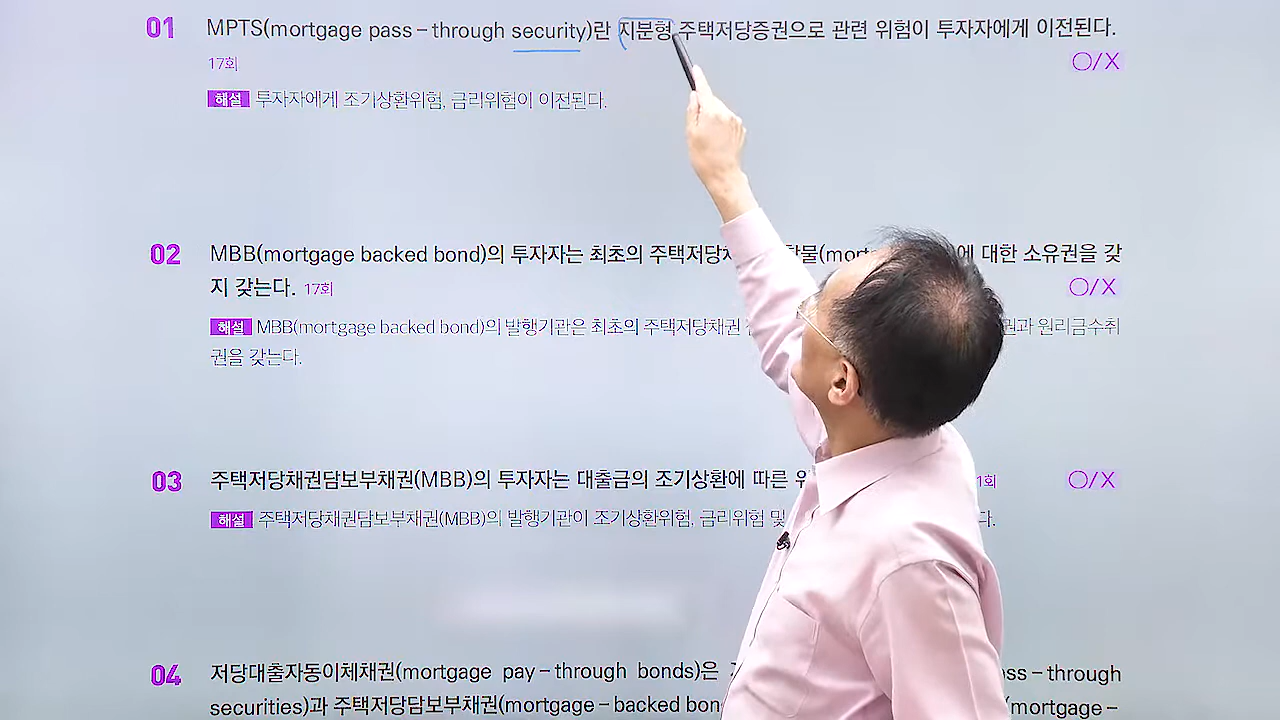 01 MPTS(mortgage pass-through security)란 지분형 주택저당증권으로 관련 위험이 투자자에게 이전된다.
17회 O/X
해설 투자자에게 조기상환위험, 금리위험이 이전된다.
02 MBB(mortgage backed bond)의 투자자는 최초의 주택저당 에 대한 소유권을 갖
지 갖는다. 17회 O/X
해설 MBB(mortgage backed bond)의 발행기관은 최초의 주택저당채권 원리금수취
권을 갖는다.
03 주택저당채권담보부채권(MBB)의 투자자는 대출금의 조기상환에 따른 O/X
해설 주택저당채권담보부채권(MBB)의 발행기관이 조기상환위험, 금리위험 및
04 저당대출자동이체채권(mortgage pay-through bonds)은 through
securities)과 주택저당담보부채권(mortgage-backed (mortgage-